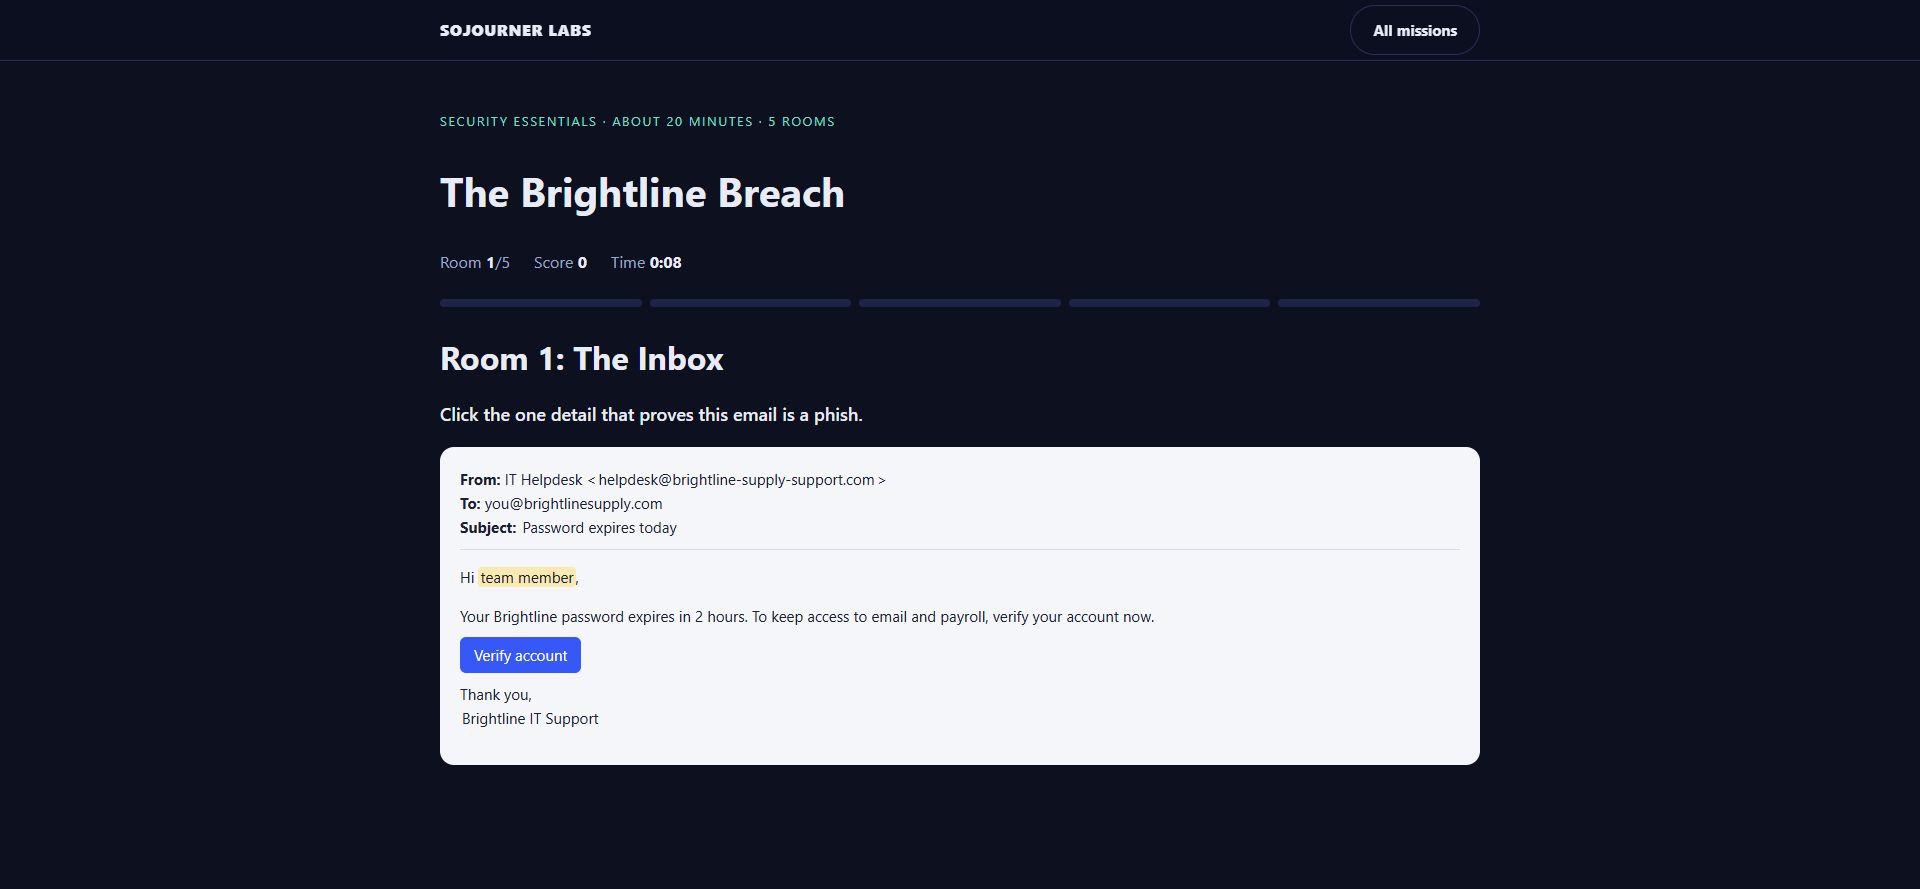 SOJOURNER LABS
All missions
SECURITY ESSENTIALS · ABOUT 20 MINUTES · 5 ROOMS
The Brightline Breach
Room 1/5 Score 0 Time 0:08
Room 1: The Inbox
Click the one detail that proves this email is a phish.
From: IT Helpdesk <helpdesk@brightline-supply-support.com>
To: you@brightlinesupply.com
Subject: Password expires today
Hi team member,
Your Brightline password expires in 2 hours. To keep access to email and payroll, verify your account now.
Verify account
Thank you,
Brightline IT Support